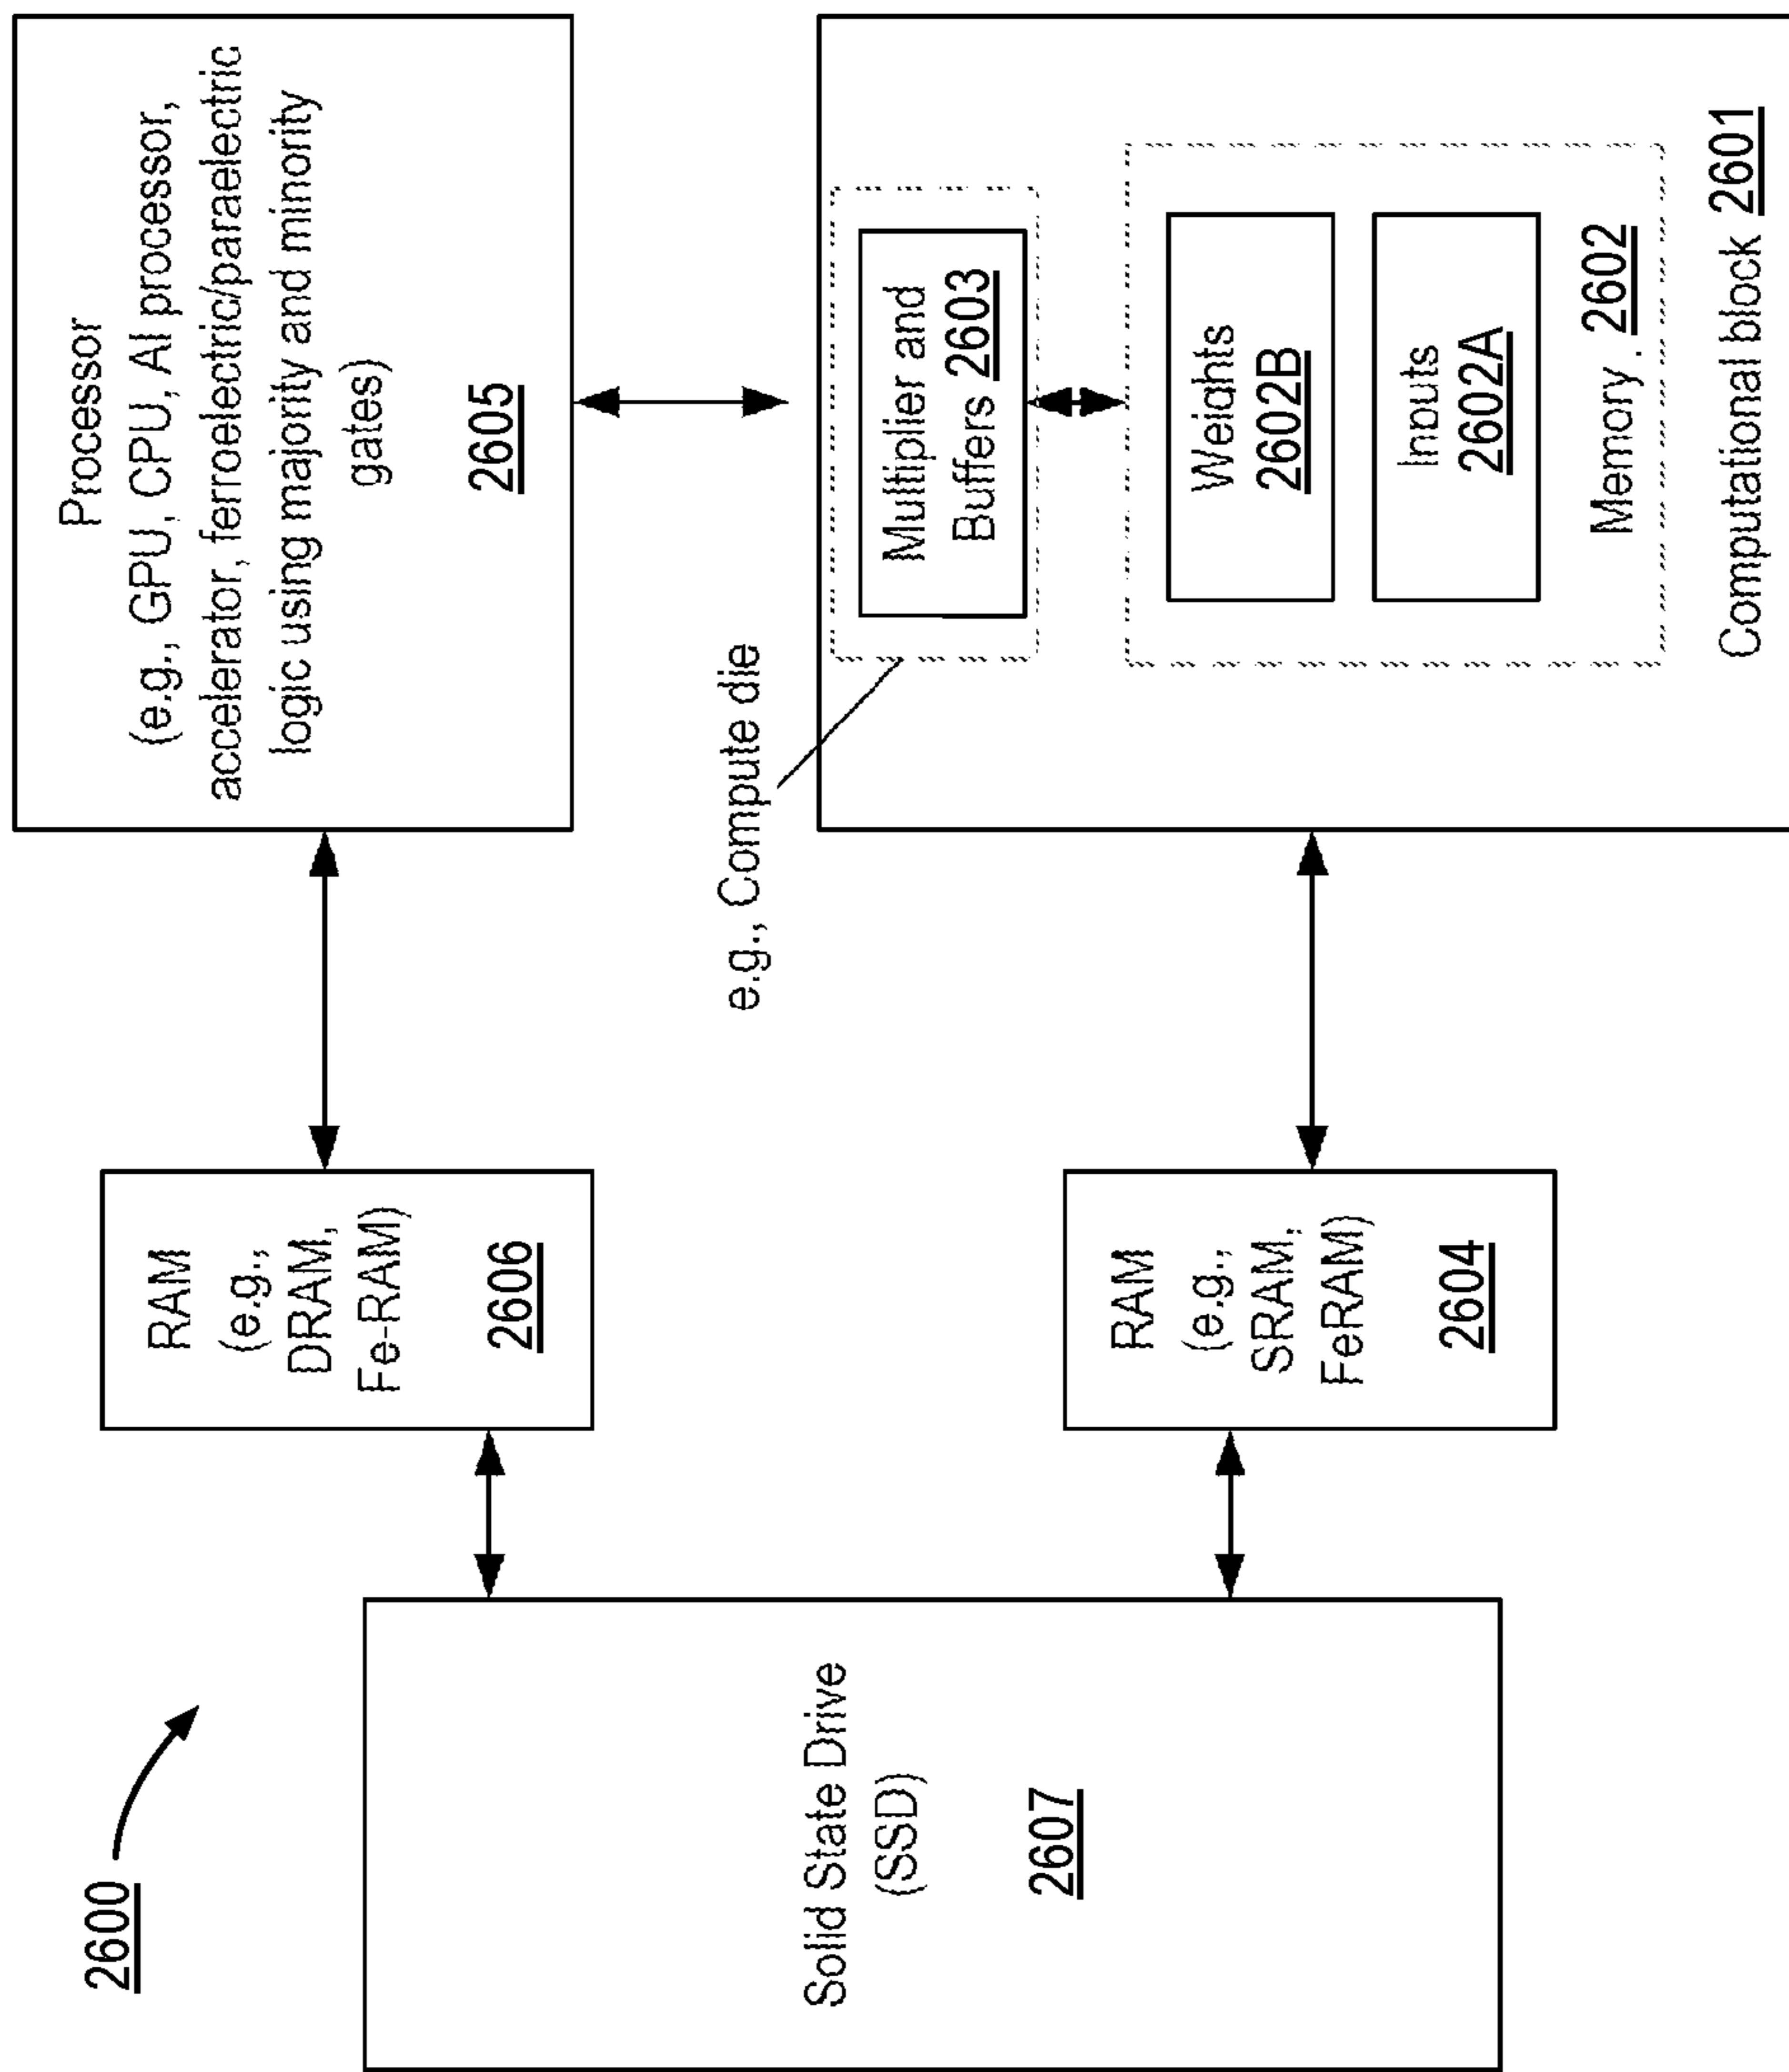 2600
Solid State Drive
(SSD)
2607
RAM
(e.g.,
DRAM,
Fe-RAM)
2606
RAM
(e.g.,
SRAM,
FeRAM)
2604
Processor
(e.g., GPU, CPU, AI processor,
accelerator, ferroelectric/paraelectric
logic using majority and minority
gates)
2605
e.g., Compute die
Multiplier and
Buffers 2603
Weights
2602B
Inputs
2602A
Memory. 2602
Computational block 2601